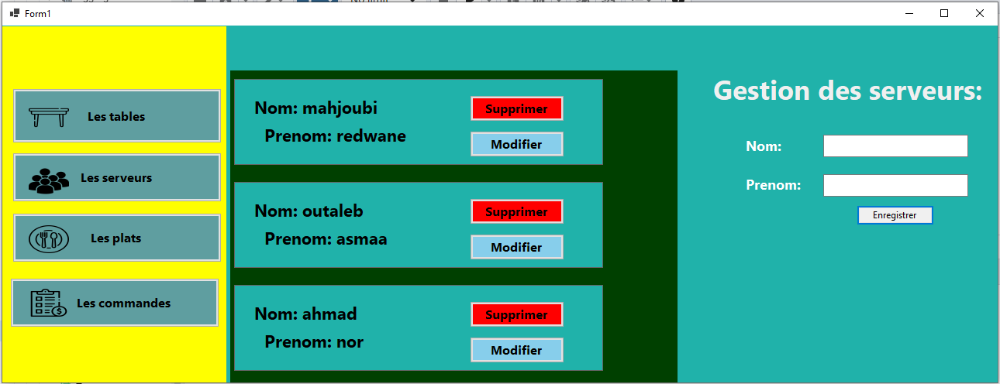 Form1
Les tables
Les serveurs
Les plats
Les commandes
Nom: mahjoubi
Prenom: redwane
Supprimer
Modifier
Nom: outaleb
Prenom: asmaa
Supprimer
Modifier
Nom: ahmad
Prenom: nor
Supprimer
Modifier
Gestion des serveurs:
Nom:
Prenom:
Enregistrer